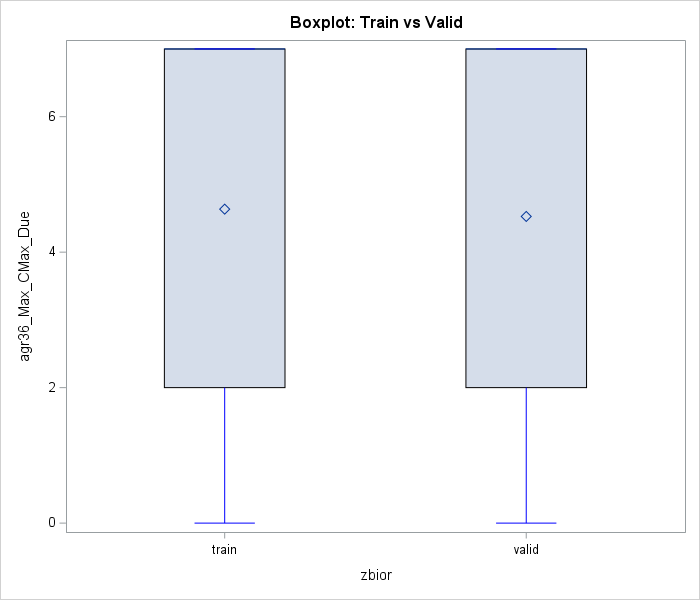 Boxplot: Train vs Valid
agr36_Max_CMax_Due
6
4
2
0
train
valid
zbior